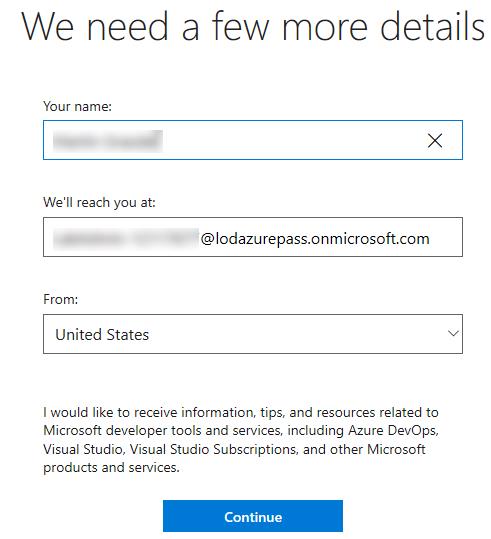 We need a few more details
Your name:
We'll reach you at:
@lodazurepass.onmicrosoft.com
From:
United States
I would like to receive information, tips, and resources related to
Microsoft developer tools and services, including Azure DevOps,
Visual Studio, Visual Studio Subscriptions, and other Microsoft
products and services.
Continue